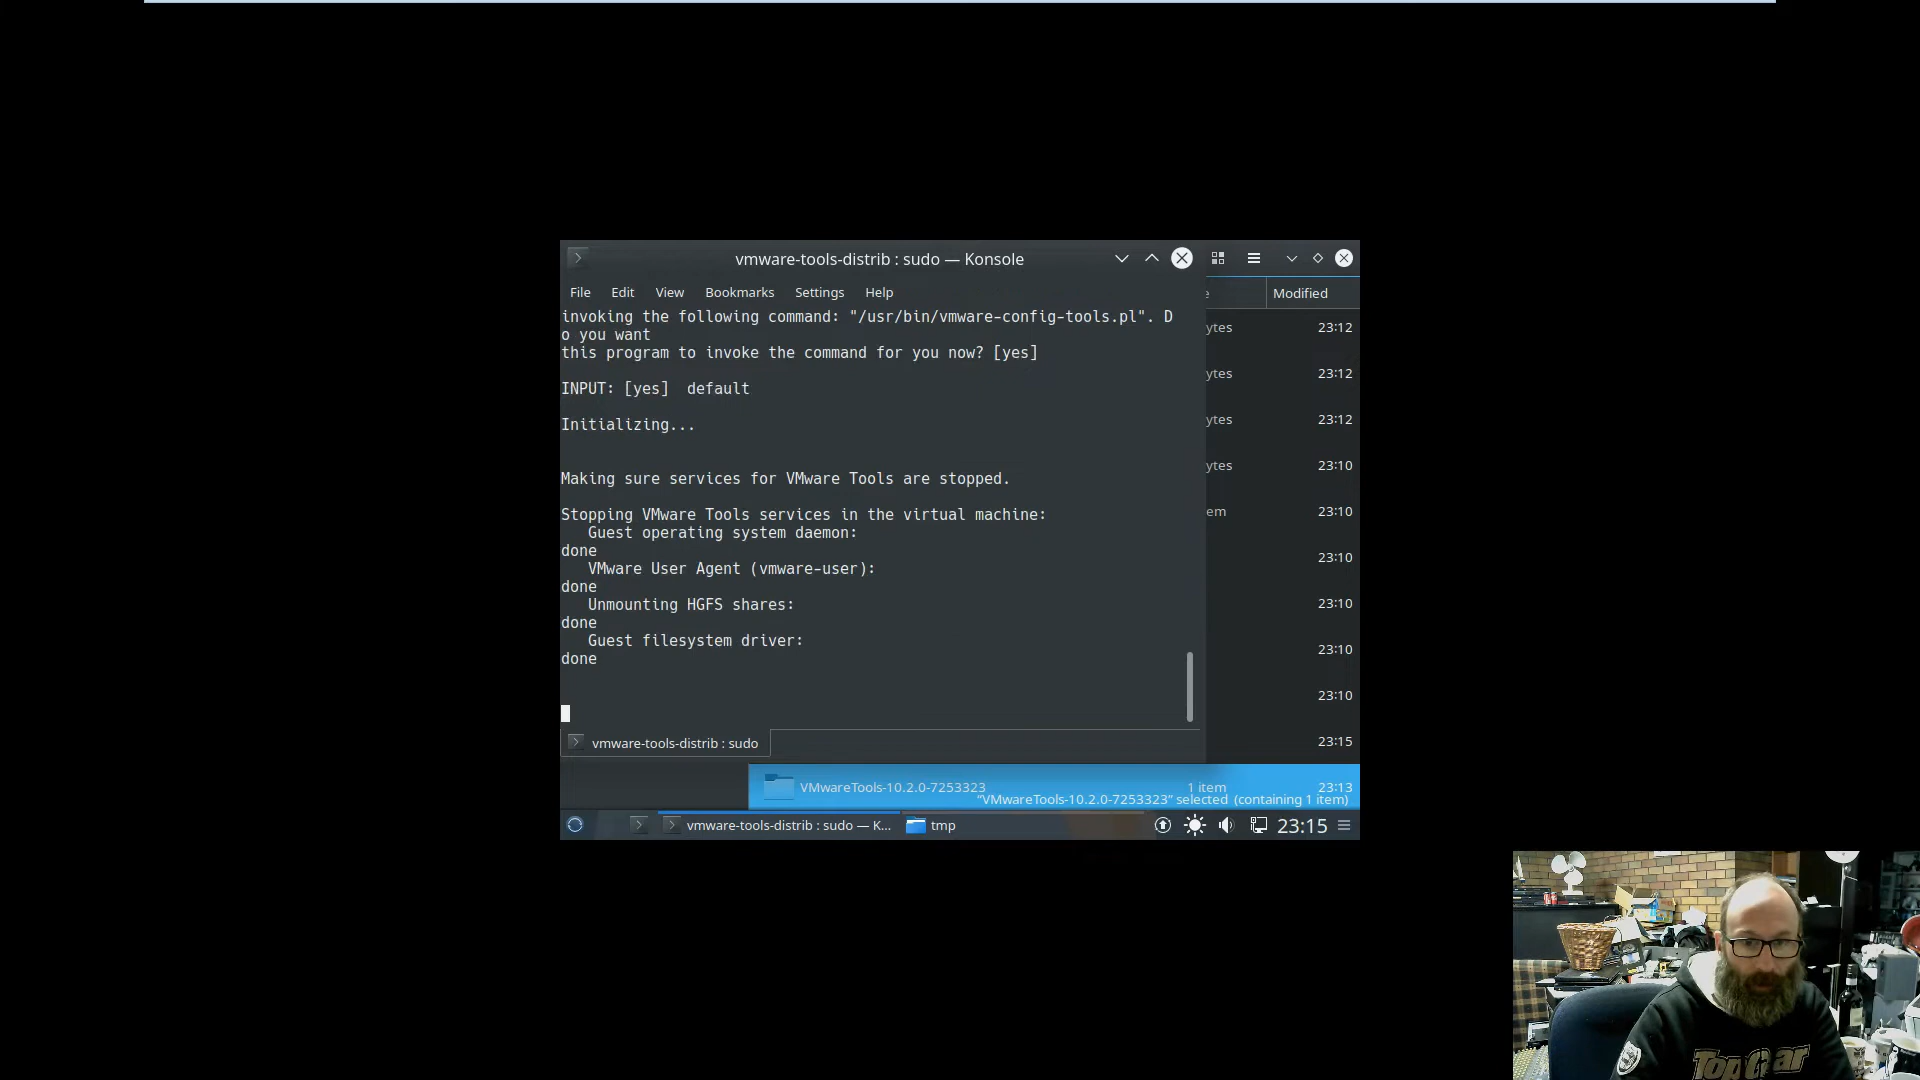 vmware-tools-distrib : sudo — Konsole
File Edit View Bookmarks Settings Help
invoking the following command: "/usr/bin/vmware-config-tools.pl". D
o you want
this program to invoke the command for you now? [yes]
INPUT: [yes]  default
Initializing...
Making sure services for VMware Tools are stopped.
Stopping VMware Tools services in the virtual machine:
Guest operating system daemon:
done
VMware User Agent (vmware-user):
done
Unmounting HGFS shares:
done
Guest filesystem driver:
done
vmware-tools-distrib : sudo
e Modified
ytes 23:12
ytes 23:12
ytes 23:12
ytes 23:10
em 23:10
23:10
23:10
23:10
23:10
23:15
VMwareTools-10.2.0-7253323 1 item 23:13
"VMwareTools-10.2.0-7253323" selected (containing 1 item)
vmware-tools-distrib : sudo — K... tmp 23:15
TopGear